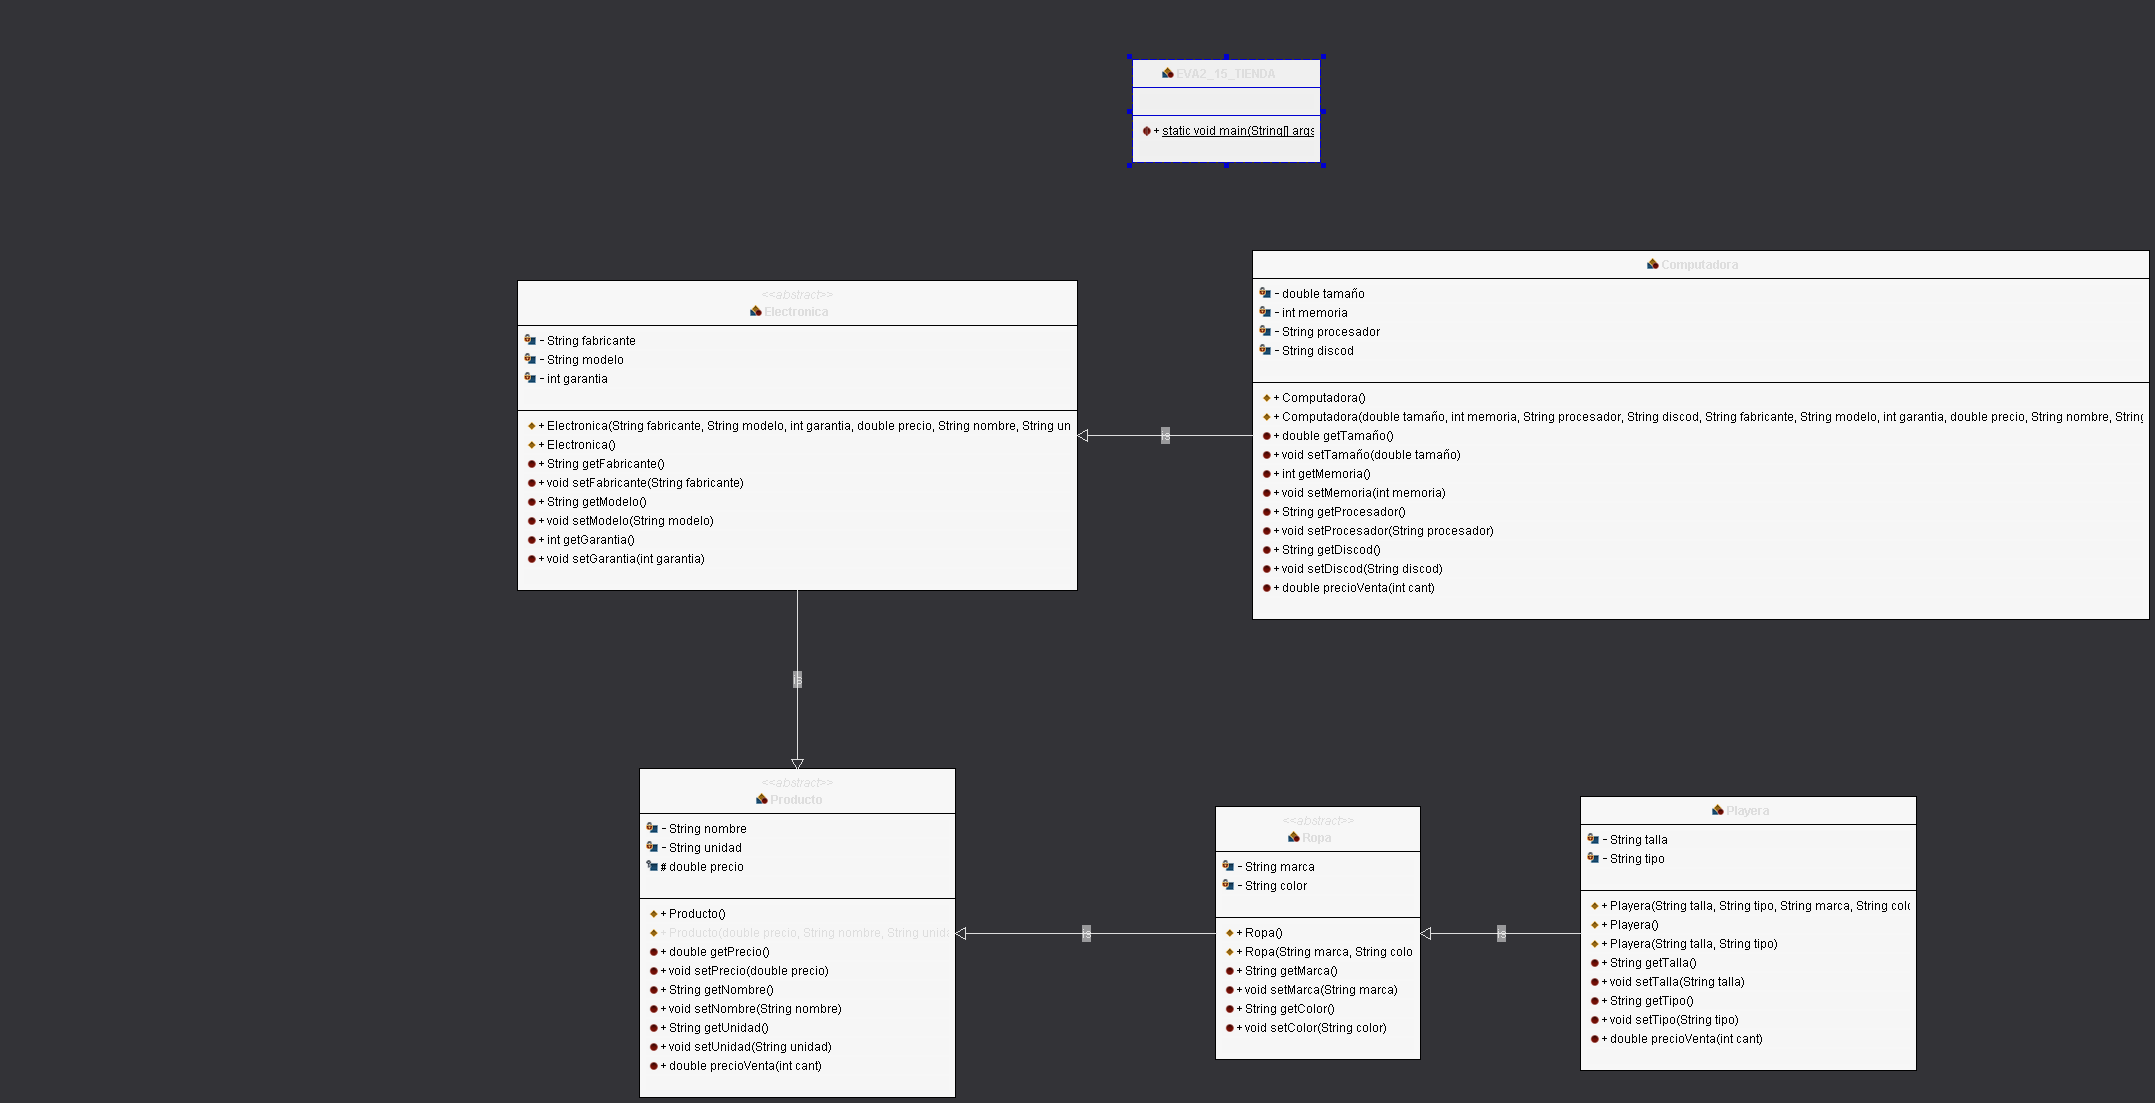 EVA2_15_TIENDA
+ static void main(String[] args
<<abstract>>
Electronica
- String fabricante
- String modelo
- int garantia
+ Electronica(String fabricante, String modelo, int garantia, double precio, String nombre, String un
+ Electronica()
+ String getFabricante()
+ void setFabricante(String fabricante)
+ String getModelo()
+ void setModelo(String modelo)
+ int getGarantia()
+ void setGarantia(int garantia)
is
Computadora
- double tamaño
- int memoria
- String procesador
- String discod
+ Computadora()
+ Computadora(double tamaño, int memoria, String procesador, String discod, String fabricante, String modelo, int garantia, double precio, String nombre, String
+ double getTamaño()
+ void setTamaño(double tamaño)
+ int getMemoria()
+ void setMemoria(int memoria)
+ String getProcesador()
+ void setProcesador(String procesador)
+ String getDiscod()
+ void setDiscod(String discod)
+ double precioVenta(int cant)
is
<<abstract>>
Producto
- String nombre
- String unidad
# double precio
+ Producto()
+ Producto(double precio, String nombre, String unida
+ double getPrecio()
+ void setPrecio(double precio)
+ String getNombre()
+ void setNombre(String nombre)
+ String getUnidad()
+ void setUnidad(String unidad)
+ double precioVenta(int cant)
is
<<abstract>>
Ropa
- String marca
- String color
+ Ropa()
+ Ropa(String marca, String colo
+ String getMarca()
+ void setMarca(String marca)
+ String getColor()
+ void setColor(String color)
is
Playera
- String talla
- String tipo
+ Playera(String talla, String tipo, String marca, String colo
+ Playera()
+ Playera(String talla, String tipo)
+ String getTalla()
+ void setTalla(String talla)
+ String getTipo()
+ void setTipo(String tipo)
+ double precioVenta(int cant)